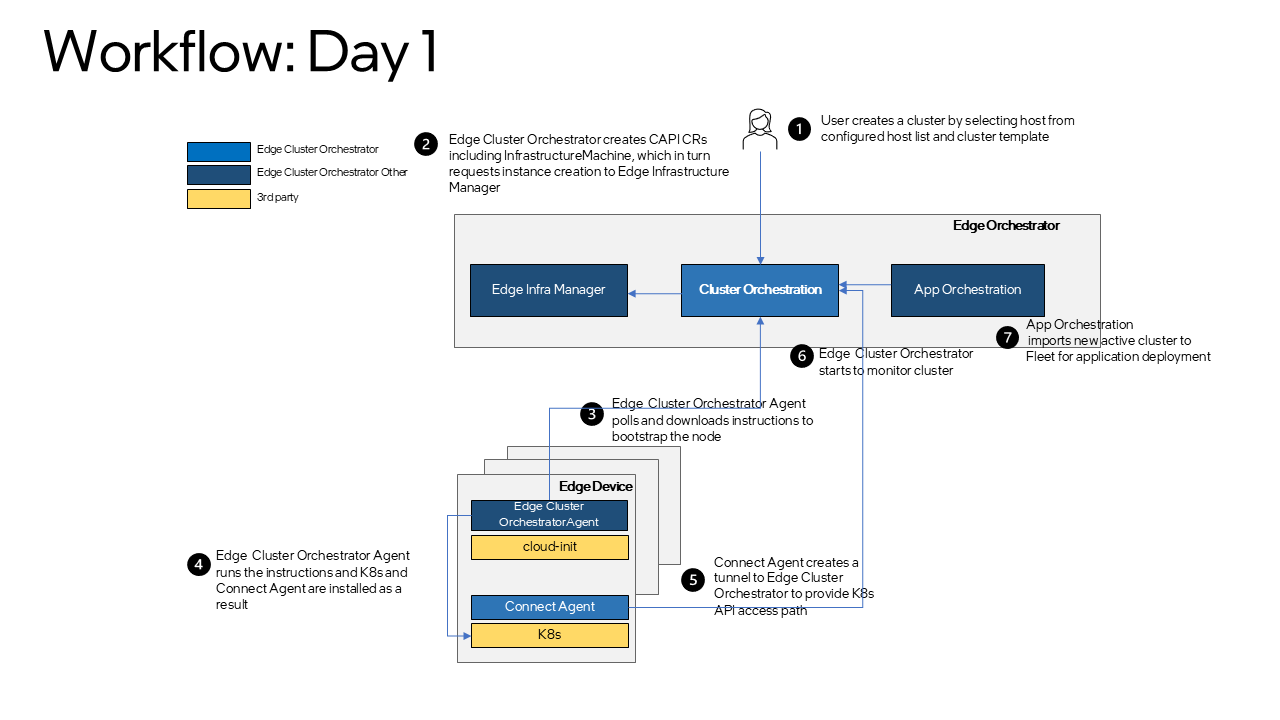 Workflow: Day 1
1
User creates a cluster by selecting host from
configured host list and cluster template
2
Edge Cluster Orchestrator creates CAPI CRs
including InfrastructureMachine, which in turn
requests instance creation to Edge Infrastructure
Manager
Edge Cluster Orchestrator
Edge Cluster Orchestrator Other
3rd party
Edge Orchestrator
Edge Infra Manager
Cluster Orchestration
App Orchestration
7
App Orchestration
imports new active cluster to
Fleet for application deployment
6
Edge Cluster Orchestrator
starts to monitor cluster
3
Edge Cluster Orchestrator Agent
polls and downloads instructions to
bootstrap the node
Edge Device
Edge Cluster
Orchestrator Agent
cloud-init
Connect Agent
K8s
4
Edge Cluster Orchestrator Agent
runs the instructions and K8s and
Connect Agent are installed as a
result
5
Connect Agent creates a
tunnel to Edge Cluster
Orchestrator to provide K8s
API access path